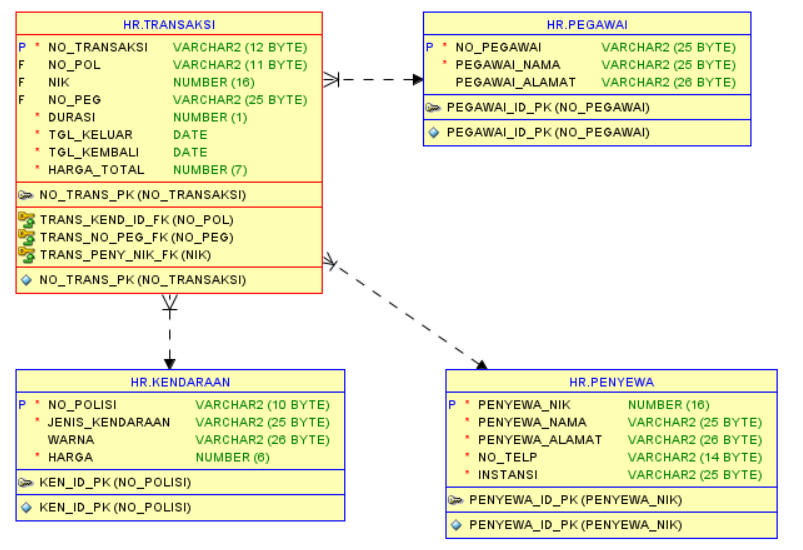 HR.TRANSAKSI
P * NO_TRANSAKSI VARCHAR2 (12 BYTE)
F NO_POL VARCHAR2 (11 BYTE)
F NIK NUMBER (16)
F NO_PEG VARCHAR2 (25 BYTE)
* DURASI NUMBER (1)
* TGL_KELUAR DATE
* TGL_KEMBALI DATE
* HARGA_TOTAL NUMBER (7)
NO_TRANS_PK (NO_TRANSAKSI)
TRANS_KEND_ID_FK (NO_POL)
TRANS_NO_PEG_FK (NO_PEG)
TRANS_PENY_NIK_FK (NIK)
NO_TRANS_PK (NO_TRANSAKSI)
HR.PEGAWAI
P * NO_PEGAWAI VARCHAR2 (25 BYTE)
* PEGAWAI_NAMA VARCHAR2 (25 BYTE)
PEGAWAI_ALAMAT VARCHAR2 (26 BYTE)
PEGAWAI_ID_PK (NO_PEGAWAI)
PEGAWAI_ID_PK (NO_PEGAWAI)
HR.KENDARAAN
P * NO_POLISI VARCHAR2 (10 BYTE)
* JENIS_KENDARAAN VARCHAR2 (25 BYTE)
WARNA VARCHAR2 (26 BYTE)
* HARGA NUMBER (6)
KEN_ID_PK (NO_POLISI)
KEN_ID_PK (NO_POLISI)
HR.PENYEWA
P * PENYEWA_NIK NUMBER (16)
* PENYEWA_NAMA VARCHAR2 (25 BYTE)
* PENYEWA_ALAMAT VARCHAR2 (26 BYTE)
* NO_TELP VARCHAR2 (14 BYTE)
* INSTANSI VARCHAR2 (25 BYTE)
PENYEWA_ID_PK (PENYEWA_NIK)
PENYEWA_ID_PK (PENYEWA_NIK)